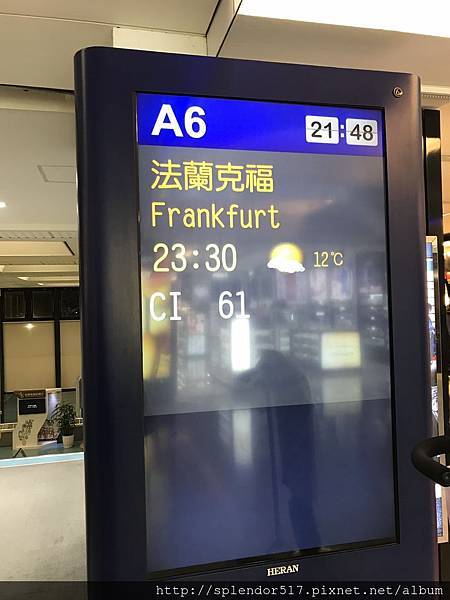 A6 21:48
法蘭克福
Frankfurt
23:30 12℃
CI 61
HERAN
http://splendor517.pixnet.net/album